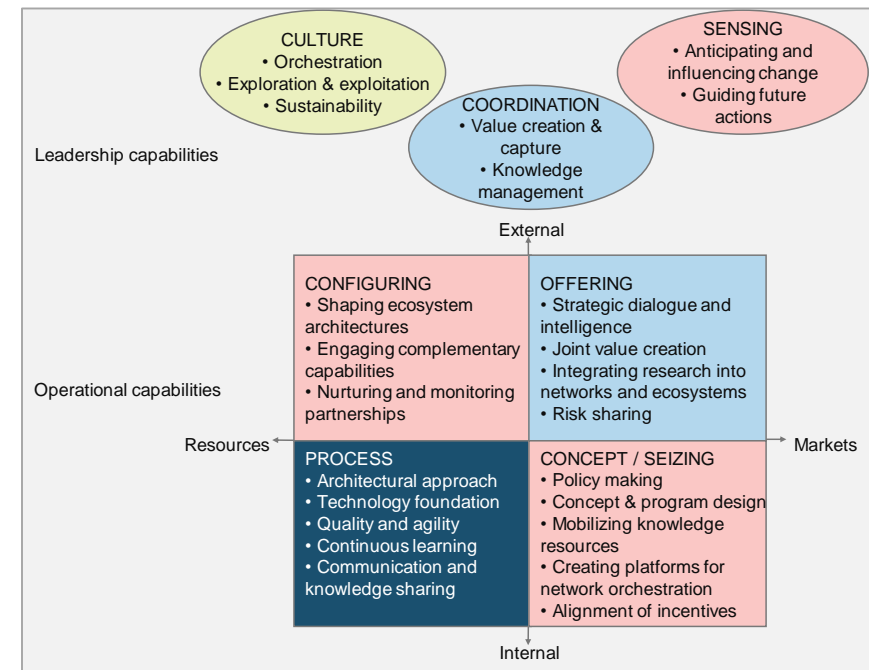 CULTURE
• Orchestration
• Exploration & exploitation
• Sustainability
SENSING
• Anticipating and
influencing change
• Guiding future
actions
COORDINATION
• Value creation &
capture
• Knowledge
management
Leadership capabilities
External
CONFIGURING
• Shaping ecosystem
architectures
• Engaging complementary
capabilities
• Nurturing and monitoring
partnerships
OFFERING
• Strategic dialogue and
intelligence
• Joint value creation
• Integrating research into
networks and ecosystems
• Risk sharing
Operational capabilities
Resources
Markets
PROCESS
• Architectural approach
• Technology foundation
• Quality and agility
• Continuous learning
• Communication and
knowledge sharing
CONCEPT / SEIZING
• Policy making
• Concept & program design
• Mobilizing knowledge
resources
• Creating platforms for
network orchestration
• Alignment of incentives
Internal